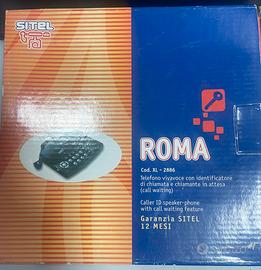 SITEL
ROMA
Cod. XL - 2886
Telefono vivavoce con identificatore
di chiamata e chiamante in attesa
(call waiting)
Caller ID speaker-phone
with call waiting feature
Garanzia SITEL
12 MESI